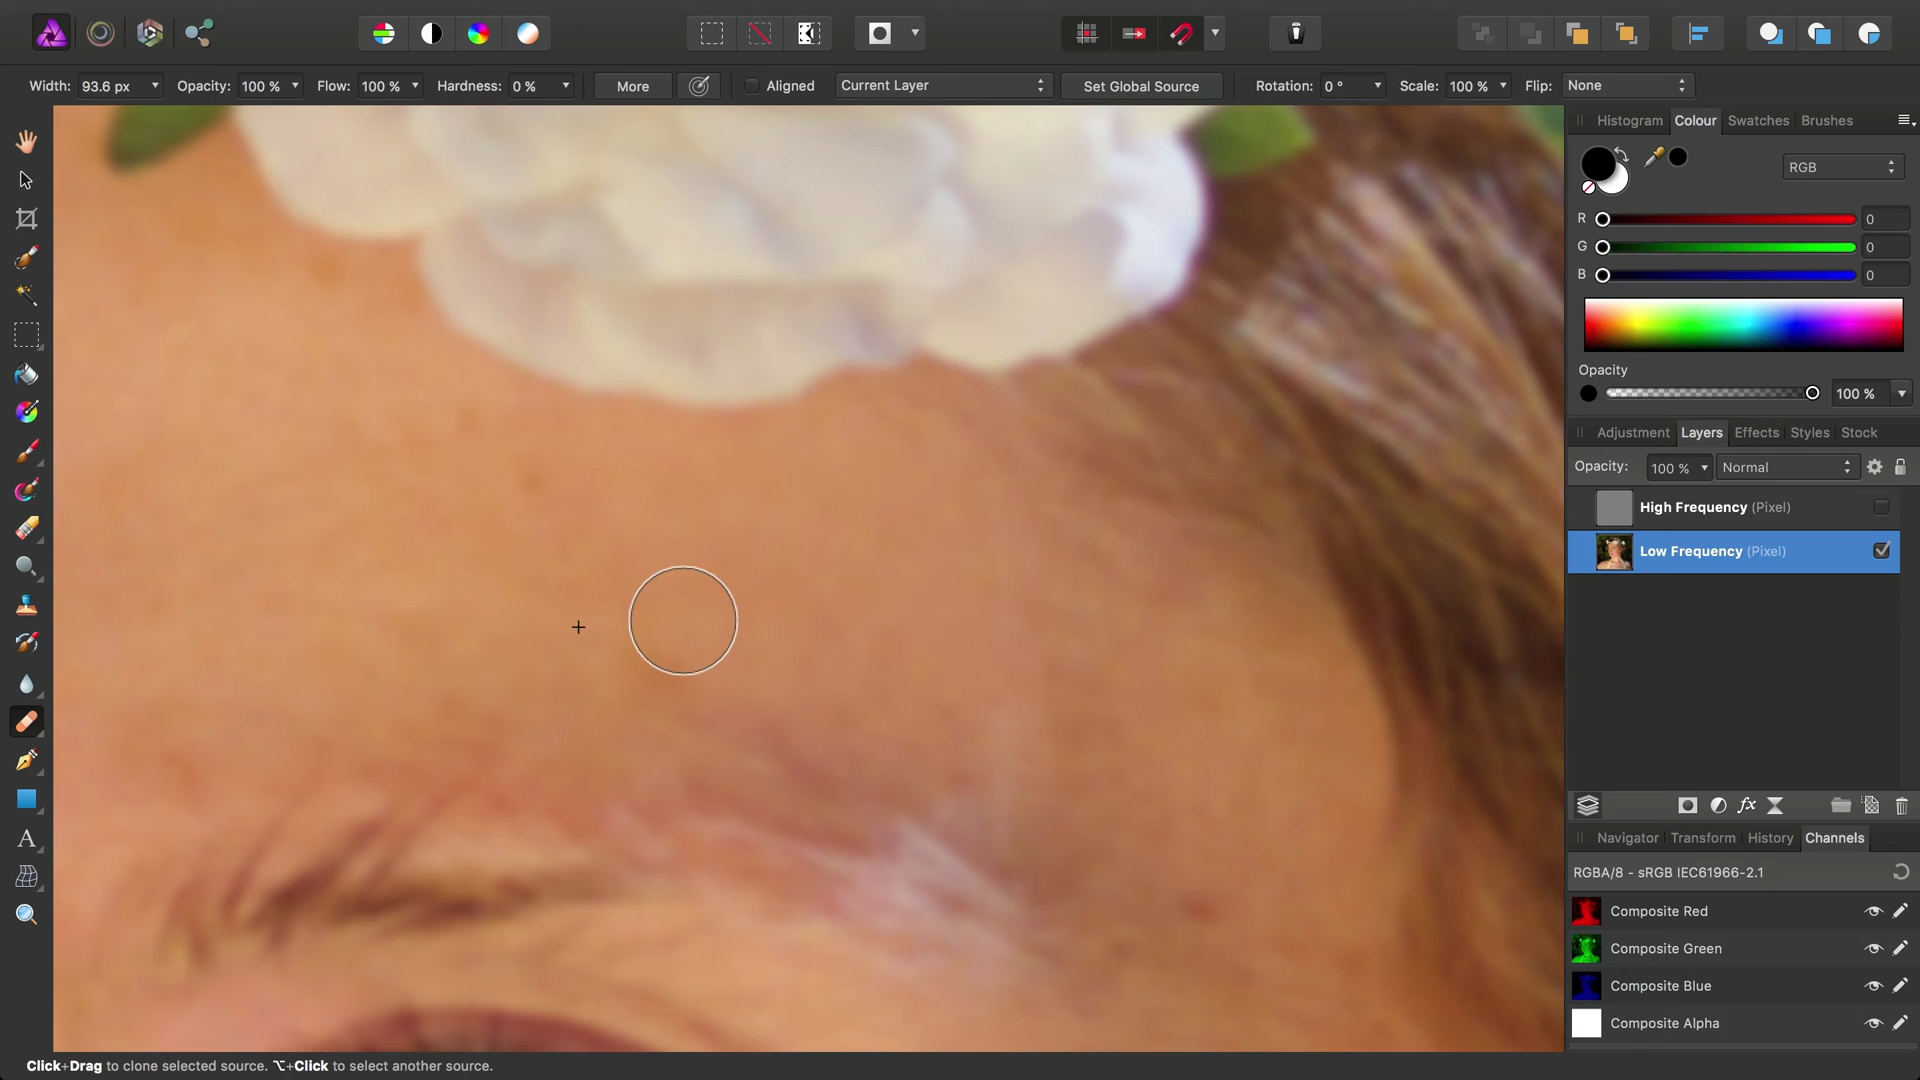 Width: 93.6 px Opacity: 100 % Flow: 100 % Hardness: 0 % More Aligned Current Layer Set Global Source Rotation: 0 ° Scale: 100 % Flip: None
Histogram Colour Swatches Brushes
RGB
R 0
G 0
B 0
Opacity
100 %
Adjustment Layers Effects Styles Stock
Opacity: 100 % Normal
High Frequency (Pixel)
Low Frequency (Pixel)
fx
Navigator Transform History Channels
RGBA/8 - sRGB IEC61966-2.1
Composite Red
Composite Green
Composite Blue
Composite Alpha
A
Click+Drag to clone selected source. ⌥+Click to select another source.